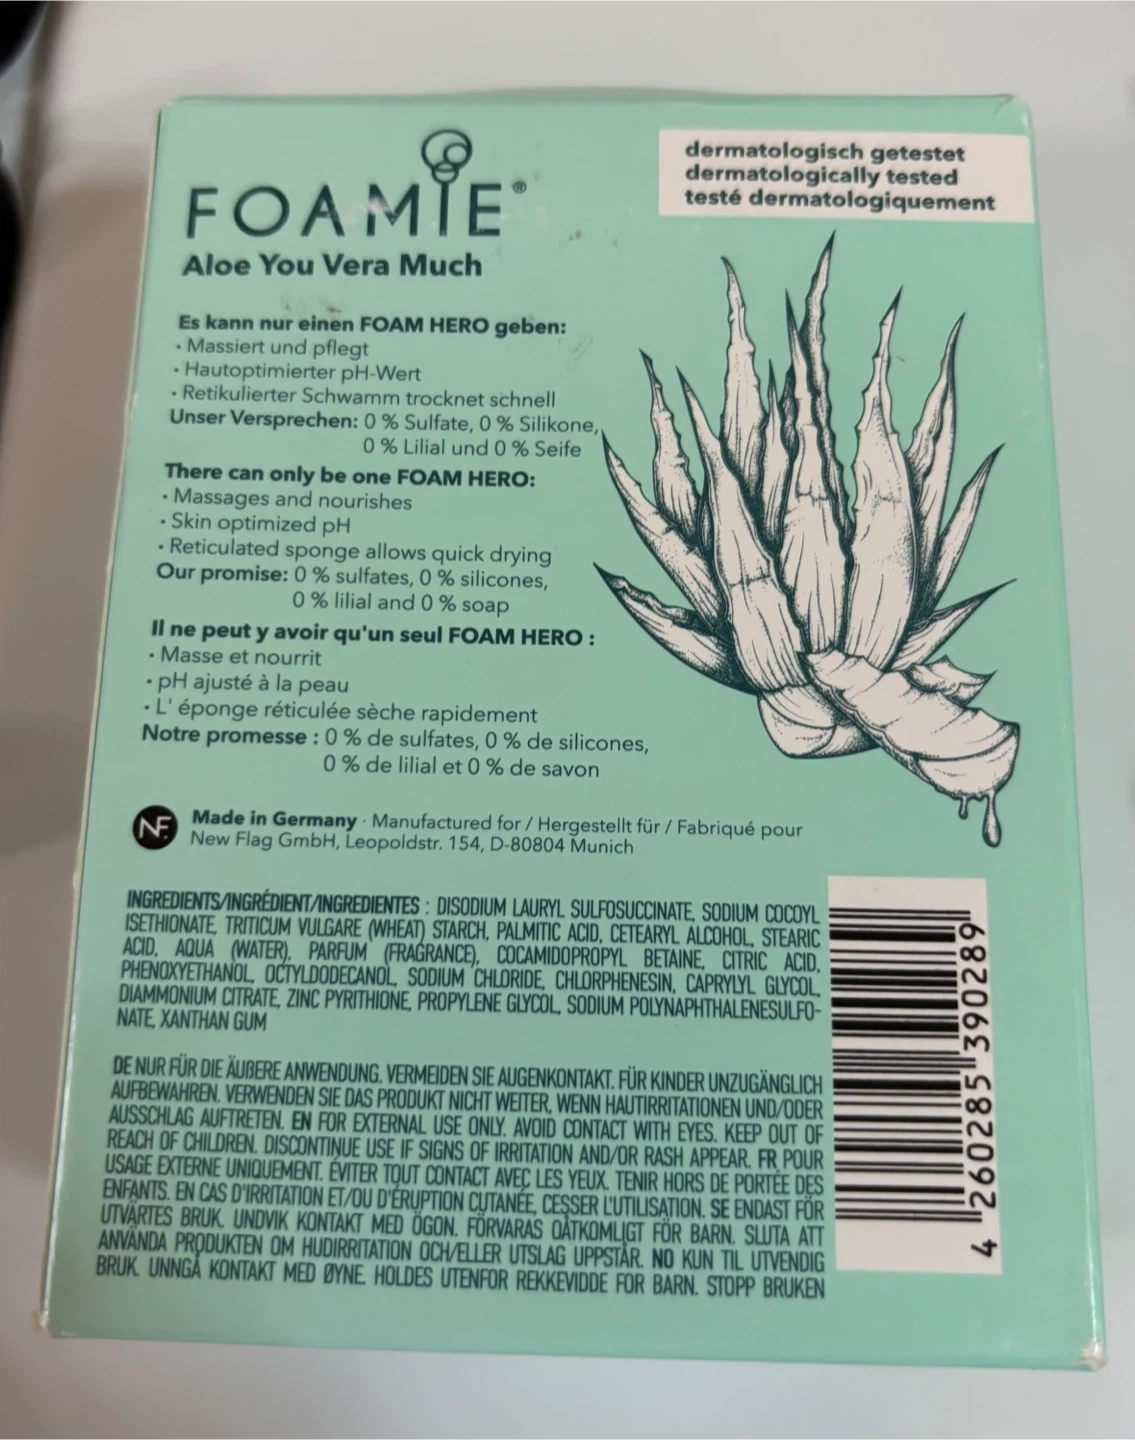 FOAMIE®
Aloe You Vera Much
dermatologisch getestet
dermatologically tested
testé dermatologiquement
Es kann nur einen FOAM HERO geben:
· Massiert und pflegt
· Hautoptimierter pH-Wert
· Retikulierter Schwamm trocknet schnell
Unser Versprechen: 0 % Sulfate, 0 % Silikone,
0 % Lilial und 0 % Seife
There can only be one FOAM HERO:
· Massages and nourishes
· Skin optimized pH
· Reticulated sponge allows quick drying
Our promise: 0 % sulfates, 0 % silicones,
0 % lilial and 0 % soap
Il ne peut y avoir qu'un seul FOAM HERO :
· Masse et nourrit
· pH ajusté à la peau
· L' éponge réticulée sèche rapidement
Notre promesse : 0 % de sulfates, 0 % de silicones,
0 % de lilial et 0 % de savon
NF
Made in Germany · Manufactured for / Hergestellt für / Fabriqué pour
New Flag GmbH, Leopoldstr. 154, D-80804 Munich
INGREDIENTS/INGRÉDIENT/INGREDIENTES : DISODIUM LAURYL SULFOSUCCINATE, SODIUM COCOYL
ISETHIONATE, TRITICUM VULGARE (WHEAT) STARCH, PALMITIC ACID, CETEARYL ALCOHOL, STEARIC
ACID, AQUA (WATER), PARFUM (FRAGRANCE), COCAMIDOPROPYL BETAINE, CITRIC ACID,
PHENOXYETHANOL, OCTYLDODECANOL, SODIUM CHLORIDE, CHLORPHENESIN, CAPRYLYL GLYCOL,
DIAMMONIUM CITRATE, ZINC PYRITHIONE, PROPYLENE GLYCOL, SODIUM POLYNAPHTHALENESULFO-
NATE, XANTHAN GUM
DE NUR FÜR DIE ÄUßERE ANWENDUNG. VERMEIDEN SIE AUGENKONTAKT. FÜR KINDER UNZUGÄNGLICH
AUFBEWAHREN. VERWENDEN SIE DAS PRODUKT NICHT WEITER, WENN HAUTIRRITATIONEN UND/ODER
AUSSCHLAG AUFTRETEN. EN FOR EXTERNAL USE ONLY. AVOID CONTACT WITH EYES. KEEP OUT OF
REACH OF CHILDREN. DISCONTINUE USE IF SIGNS OF IRRITATION AND/OR RASH APPEAR. FR POUR
USAGE EXTERNE UNIQUEMENT. ÉVITER TOUT CONTACT AVEC LES YEUX. TENIR HORS DE PORTÉE DES
ENFANTS. EN CAS D'IRRITATION ET/OU D'ÉRUPTION CUTANÉE, CESSER L'UTILISATION. SE ENDAST FÖR
UTVÄRTES BRUK. UNDVIK KONTAKT MED ÖGON. FÖRVARAS OÅTKOMLIGT FÖR BARN. SLUTA ATT
ANVÄNDA PRODUKTEN OM HUDIRRITATION OCH/ELLER UTSLAG UPPSTÅR. NO KUN TIL UTVENDIG
BRUK. UNNGÅ KONTAKT MED ØYNE. HOLDES UTENFOR REKKEVIDDE FOR BARN. STOPP BRUKEN
4 260285 390289